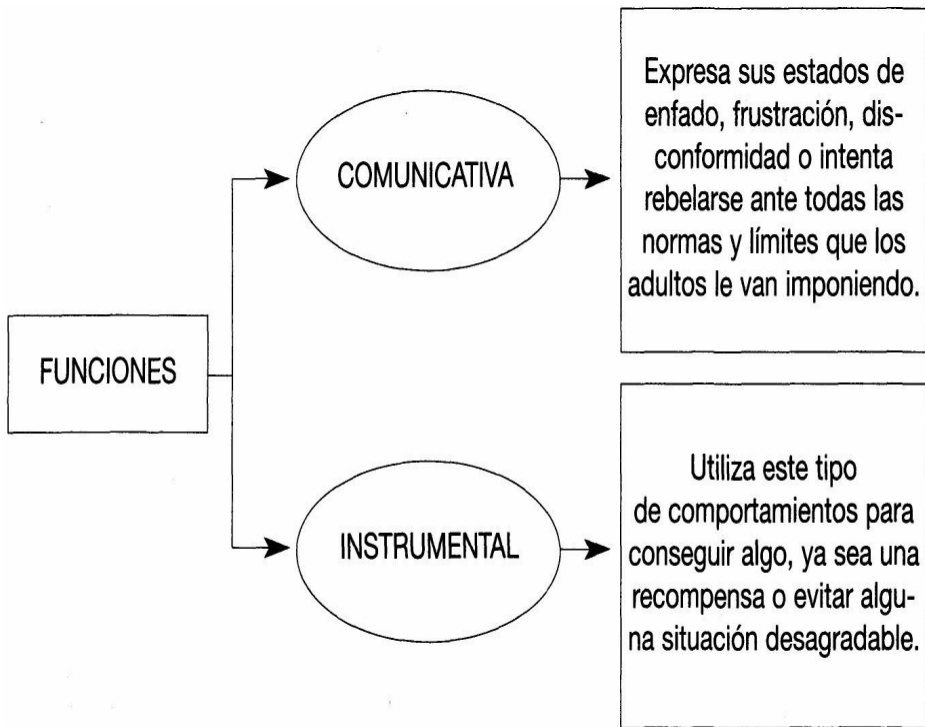 FUNCIONES
COMUNICATIVA
Expresa sus estados de
enfado, frustración, dis-
conformidad o intenta
rebelarse ante todas las
normas y límites que los
adultos le van imponiendo.
INSTRUMENTAL
Utiliza este tipo
de comportamientos para
conseguir algo, ya sea una
recompensa o evitar algu-
na situación desagradable.